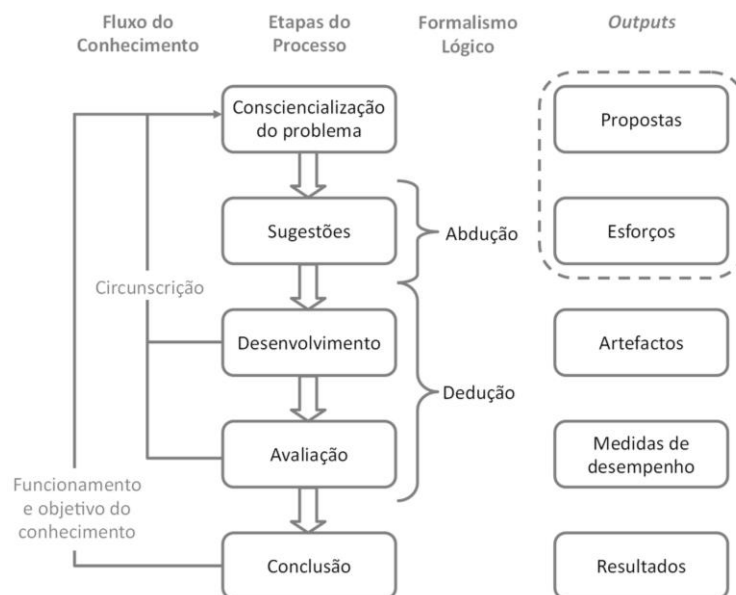 Fluxo do
Conhecimento
Etapas do
Processo
Formalismo
Lógico
Outputs
Consciencialização
do problema
Propostas
Sugestões
Abdução
Esforços
Circunscrição
Desenvolvimento
Artefactos
Dedução
Avaliação
Medidas de
desempenho
Funcionamento
e objetivo do
conhecimento
Conclusão
Resultados